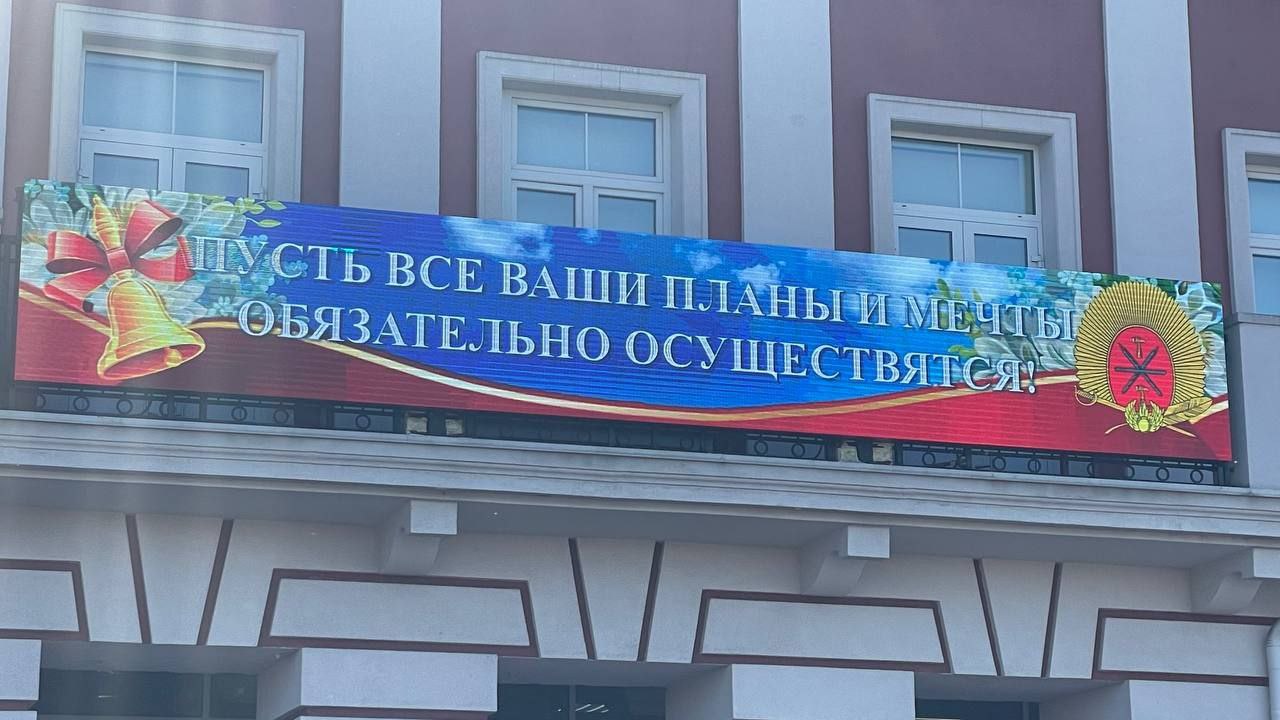 ПУСТЬ ВСЕ ВАШИ ПЛАНЫ И МЕЧТЫ
ОБЯЗАТЕЛЬНО ОСУЩЕСТВЯТСЯ!